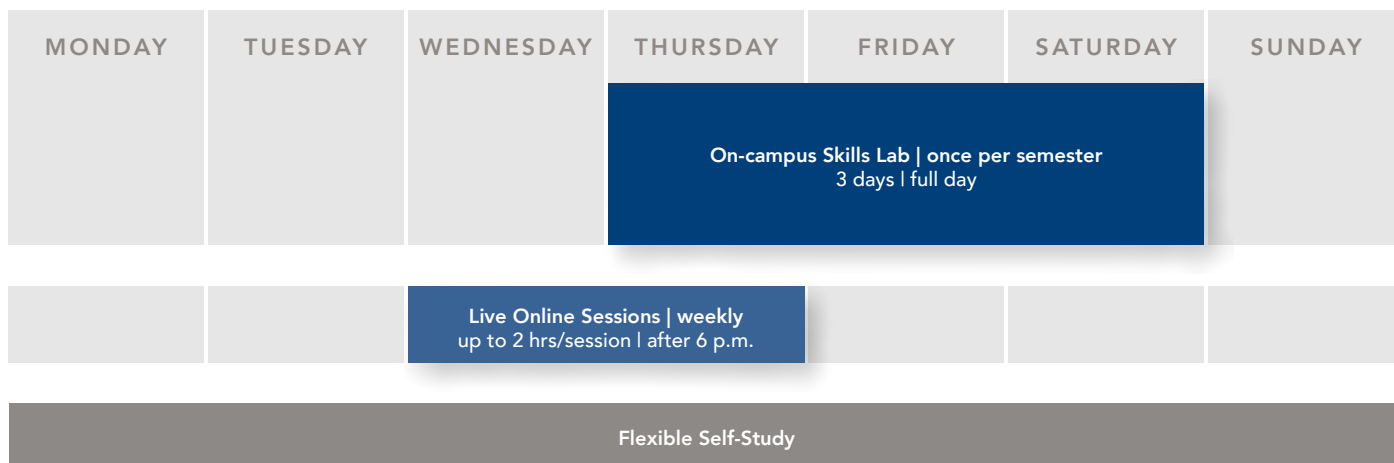 MONDAY TUESDAY WEDNESDAY THURSDAY FRIDAY SATURDAY SUNDAY
On-campus Skills Lab | once per semester
3 days | full day
Live Online Sessions | weekly
up to 2 hrs/session | after 6 p.m.
Flexible Self-Study